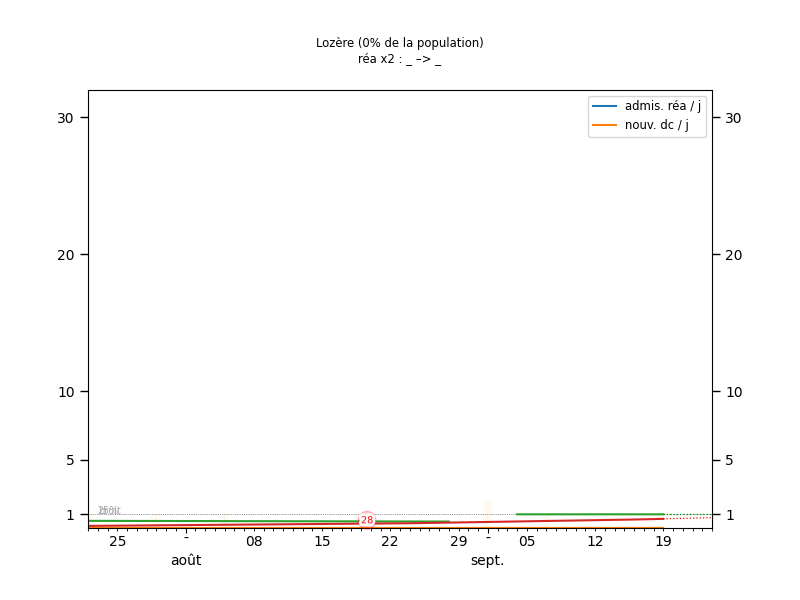 Lozère (0% de la population)
réa x2 : _ –> _
admis. réa / j
nouv. dc / j
30 30
20 20
10 10
5 5
1 1
28
25 - 08 15 22 29 - 05 12 19
août sept.